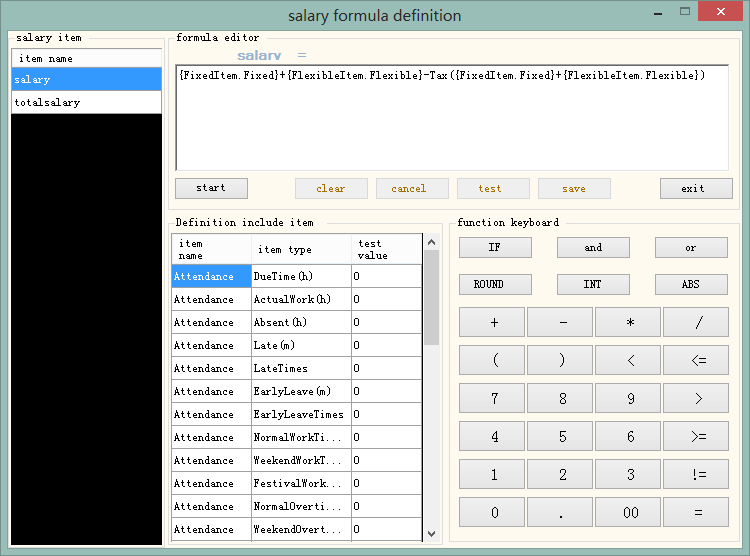 salary formula definition
salary item
item name
salary
totalsalary
formula editor
salary =
{FixedItem.Fixed}+{FlexibleItem.Flexible}-Tax({FixedItem.Fixed}+{FlexibleItem.Flexible})
start clear cancel test save exit
Definition include item
item name item type test value
Attendance DueTime(h) 0
Attendance ActualWork(h) 0
Attendance Absent(h) 0
Attendance Late(m) 0
Attendance LateTimes 0
Attendance EarlyLeave(m) 0
Attendance EarlyLeaveTimes 0
Attendance NormalWorkTi... 0
Attendance WeekendWorkT... 0
Attendance FestivalWork... 0
Attendance NormalOverti... 0
Attendance WeekendOvert... 0
function keyboard
IF and or
ROUND INT ABS
+ - * /
( ) < <=
7 8 9 >
4 5 6 >=
1 2 3 !=
0 . 00 =